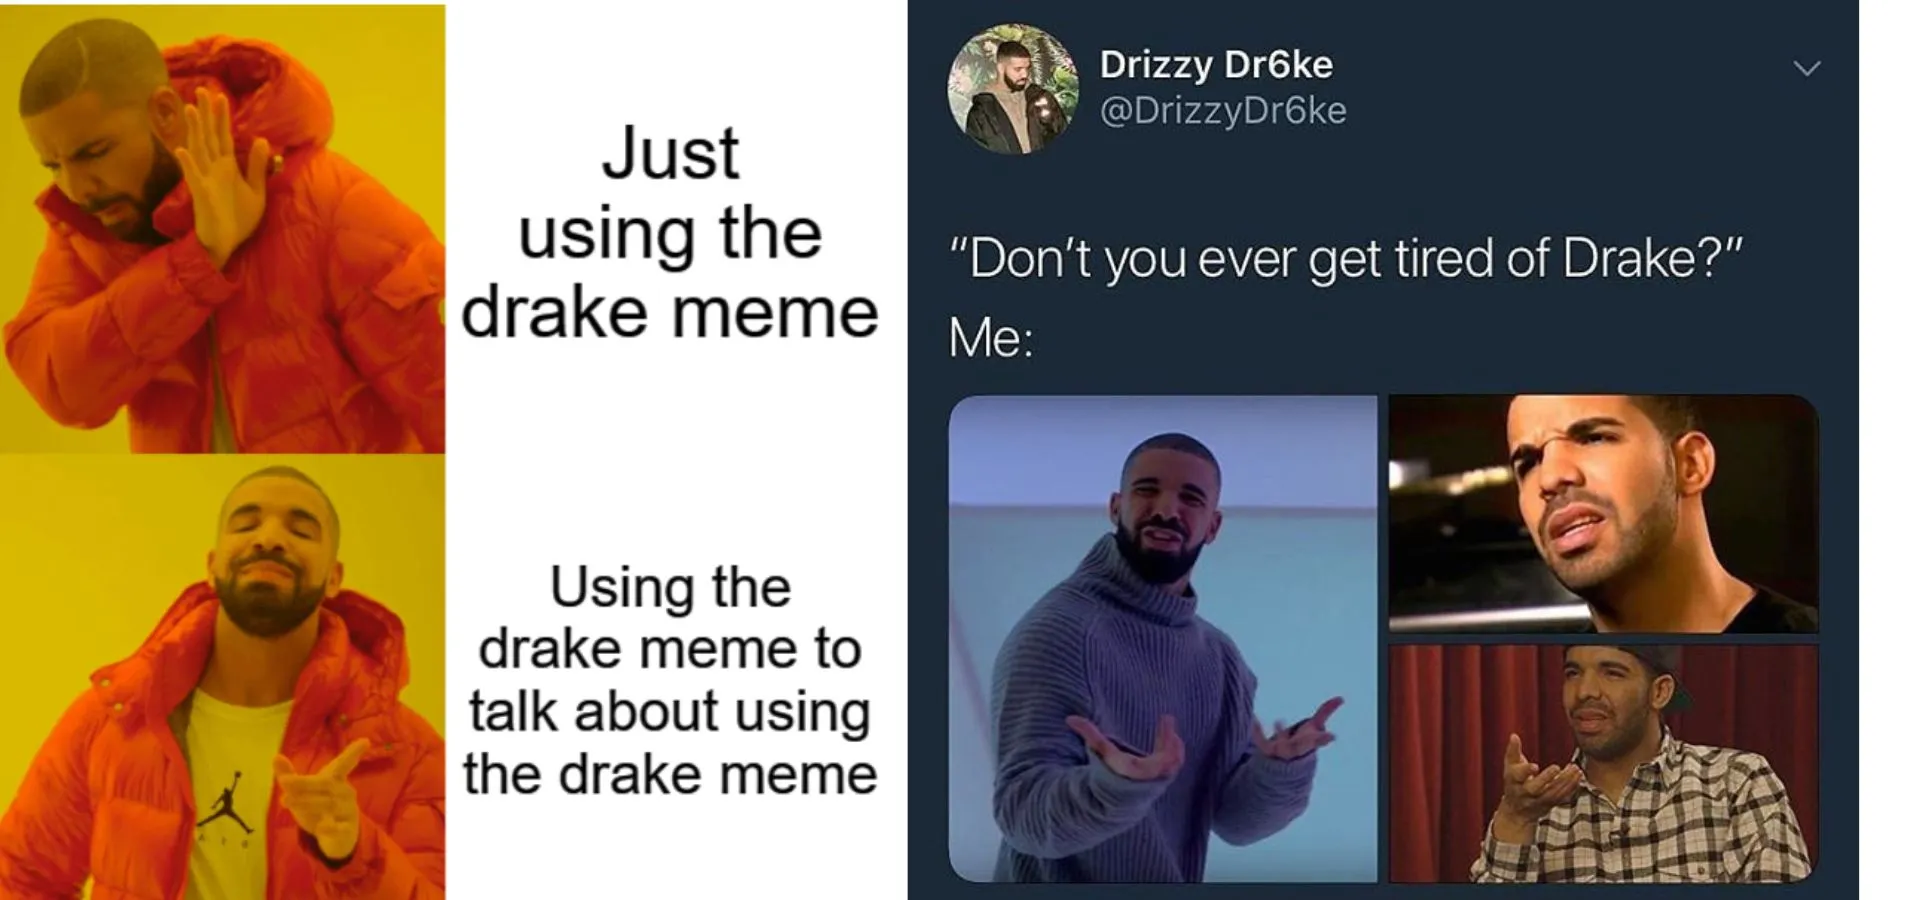 Just
using the
drake meme
Using the
drake meme to
talk about using
the drake meme
Drizzy Dr6ke
@DrizzyDr6ke
“Don’t you ever get tired of Drake?”
Me: